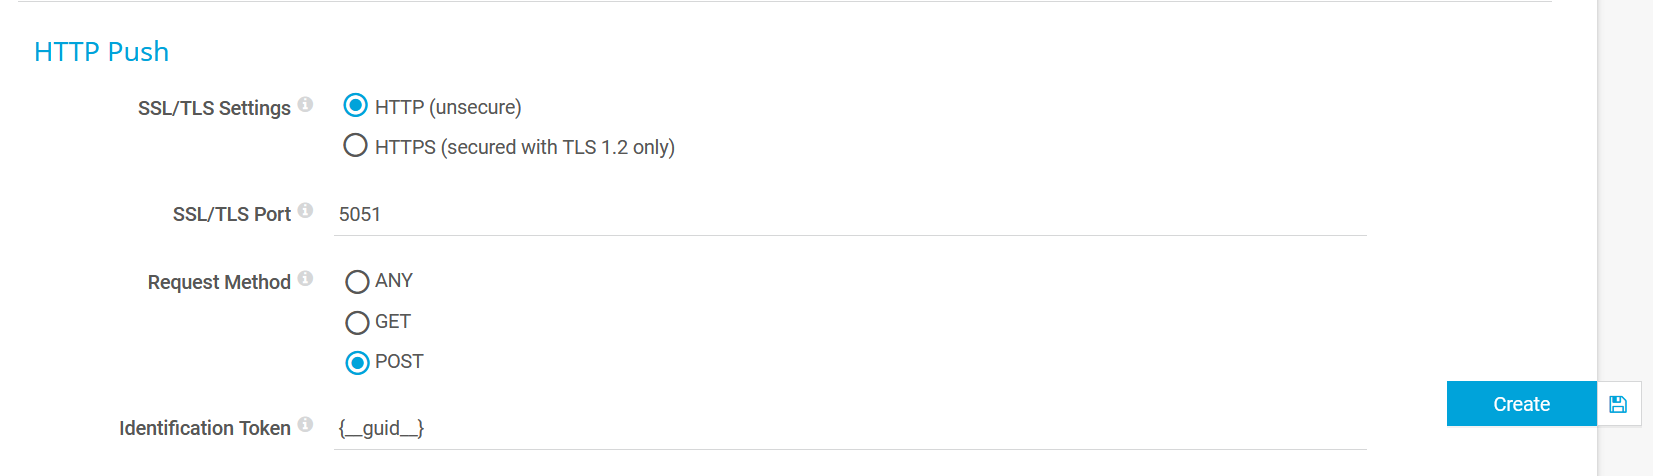 HTTP Push
SSL/TLS Settings
HTTP (unsecure)
HTTPS (secured with TLS 1.2 only)
SSL/TLS Port
5051
Request Method
ANY
GET
POST
Create
Identification Token
{__guid__}